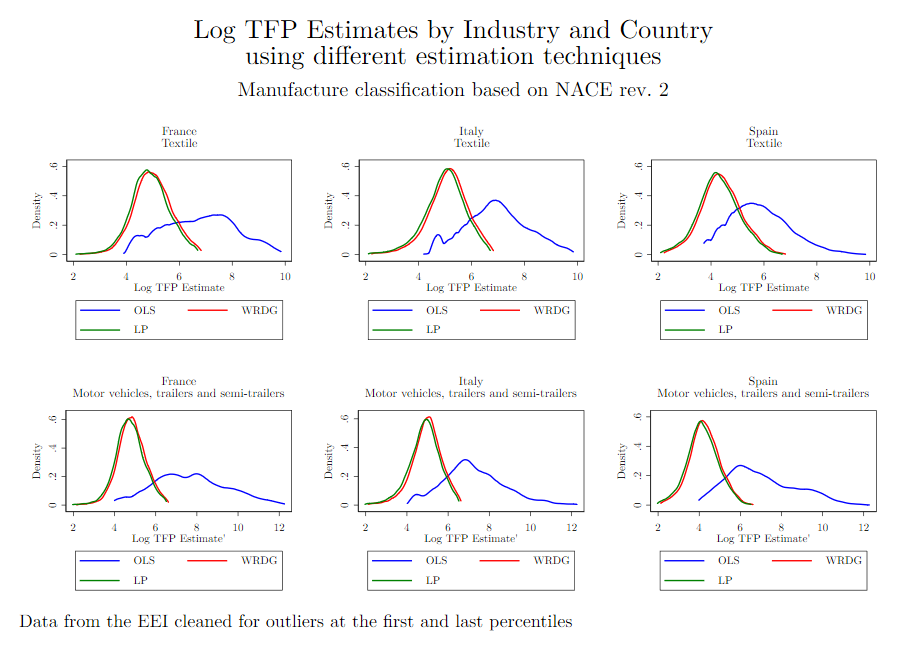 Log TFP Estimates by Industry and Country
using different estimation techniques
Manufacture classification based on NACE rev. 2
France
Textile
Density
0 .2 .4 .6
2 4 6 8 10
Log TFP Estimate
OLS WRDG
LP
Italy
Textile
Density
0 .2 .4 .6
2 4 6 8 10
Log TFP Estimate
OLS WRDG
LP
Spain
Textile
Density
0 .2 .4 .6
2 4 6 8 10
Log TFP Estimate
OLS WRDG
LP
France
Motor vehicles, trailers and semi-trailers
Density
0 .2 .4 .6
2 4 6 8 10 12
Log TFP Estimate'
OLS WRDG
LP
Italy
Motor vehicles, trailers and semi-trailers
Density
0 .2 .4 .6
2 4 6 8 10 12
Log TFP Estimate'
OLS WRDG
LP
Spain
Motor vehicles, trailers and semi-trailers
Density
0 .2 .4 .6
2 4 6 8 10 12
Log TFP Estimate'
OLS WRDG
LP
Data from the EEI cleaned for outliers at the first and last percentiles